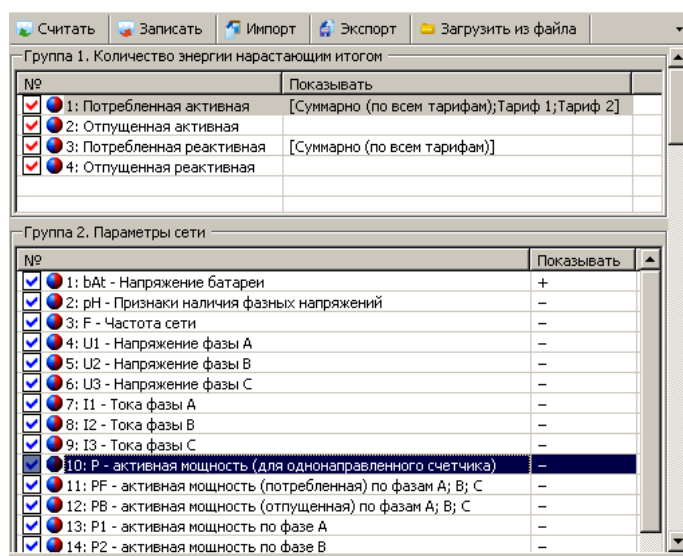 Считать Записать Импорт Экспорт Загрузить из файла
Группа 1. Количество энергии нарастающим итогом
№ Показывать
1: Потребленная активная [Суммарно (по всем тарифам);Тариф 1;Тариф 2]
2: Отпущенная активная
3: Потребленная реактивная [Суммарно (по всем тарифам)]
4: Отпущенная реактивная
Группа 2. Параметры сети
№ Показывать
1: bAt - Напряжение батареи +
2: pH - Признаки наличия фазных напряжений –
3: F - Частота сети –
4: U1 - Напряжение фазы А –
5: U2 - Напряжение фазы В –
6: U3 - Напряжение фазы С –
7: I1 - Тока фазы А –
8: I2 - Тока фазы В –
9: I3 - Тока фазы С –
10: P - активная мощность (для однонаправленного счетчика) –
11: PF - активная мощность (потребленная) по фазам А; В; С –
12: PB - активная мощность (отпущенная) по фазам А; В; С –
13: P1 - активная мощность по фазе А –
14: P2 - активная мощность по фазе В –